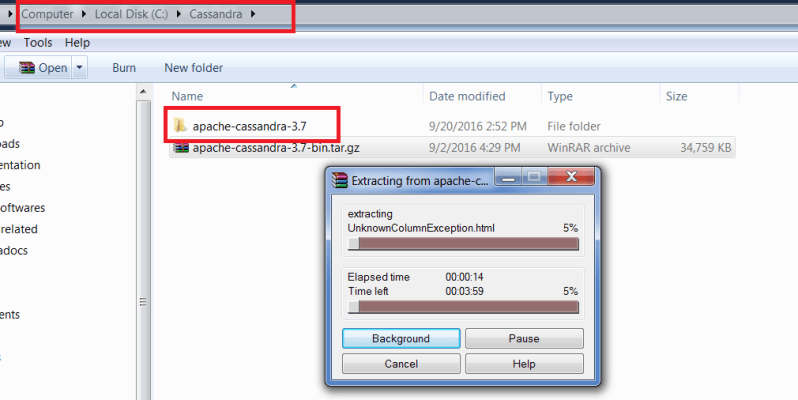 Computer ▸ Local Disk (C:) ▸ Cassandra ▸
ew Tools Help
Open Burn New folder
Name Date modified Type Size
apache-cassandra-3.7 9/20/2016 2:52 PM File folder
apache-cassandra-3.7-bin.tar.gz 9/2/2016 4:29 PM WinRAR archive 34,759 KB
p
oads
entation
es
oftwares
related
adocs
ents
Extracting from apache-c...
extracting
UnknownColumnException.html 5%
Elapsed time 00:00:14
Time left 00:03:59 5%
Background Pause
Cancel Help